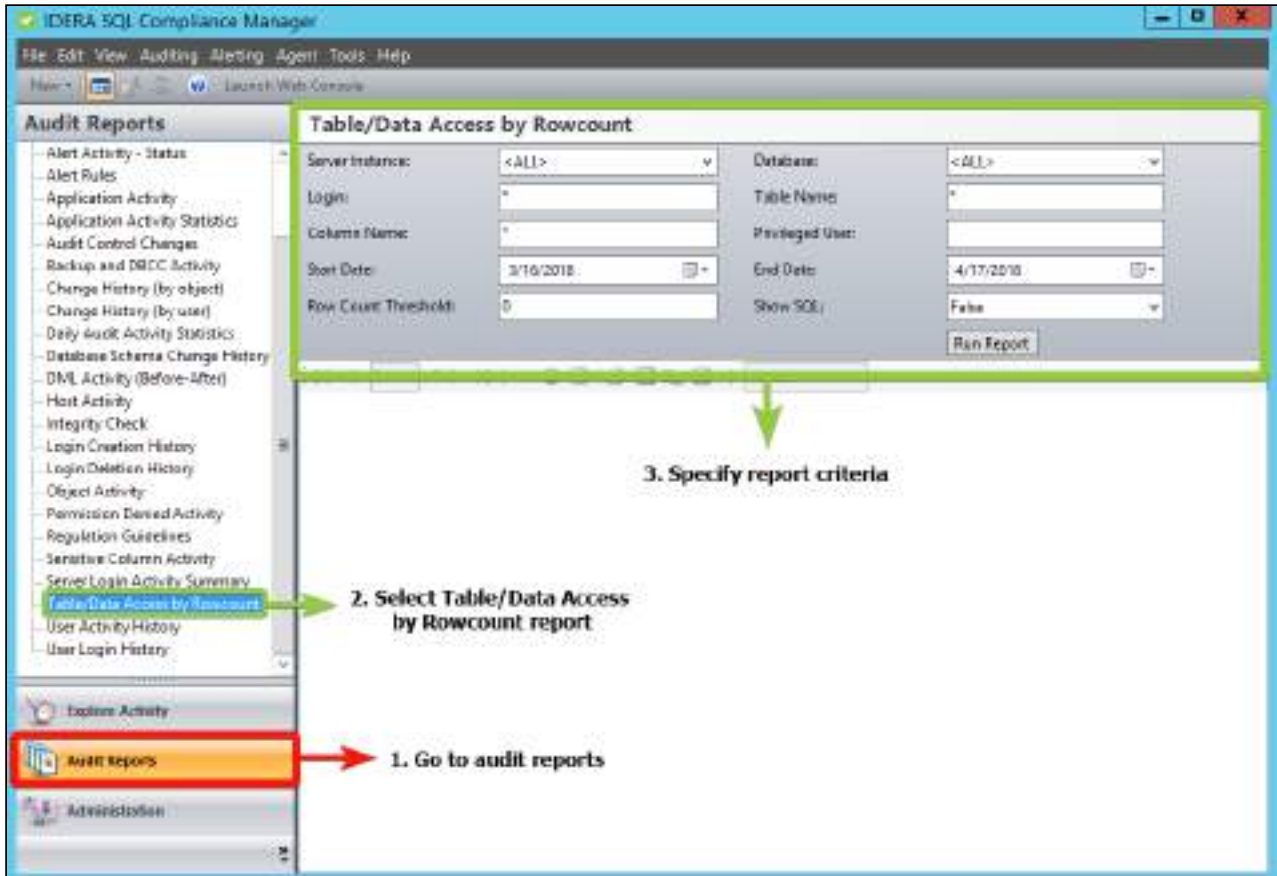 IDERA SQL Compliance Manager
File Edit View Auditing Alerting Agent Tools Help
New Launch Web Console
Audit Reports
Alert Activity - Status
Alert Rules
Application Activity
Application Activity Statistics
Audit Control Changes
Backup and DBCC Activity
Change History (by object)
Change History (by user)
Daily Audit Activity Statistics
Database Schema Change History
DML Activity (Before-After)
Host Activity
Integrity Check
Login Creation History
Login Deletion History
Object Activity
Permission Denied Activity
Regulation Guidelines
Sensitive Column Activity
Server Login Activity Summary
Table/Data Access by Rowcount
User Activity History
User Login History
Explore Activity
Audit Reports
Administration
Table/Data Access by Rowcount
Server Instance: <ALL> Database: <ALL>
Login: * Table Name: *
Column Name: * Privileged User:
Start Date: 3/16/2018 End Date: 4/17/2018
Row Count Threshold: 0 Show SQL: False
Run Report
3. Specify report criteria
2. Select Table/Data Access
by Rowcount report
1. Go to audit reports